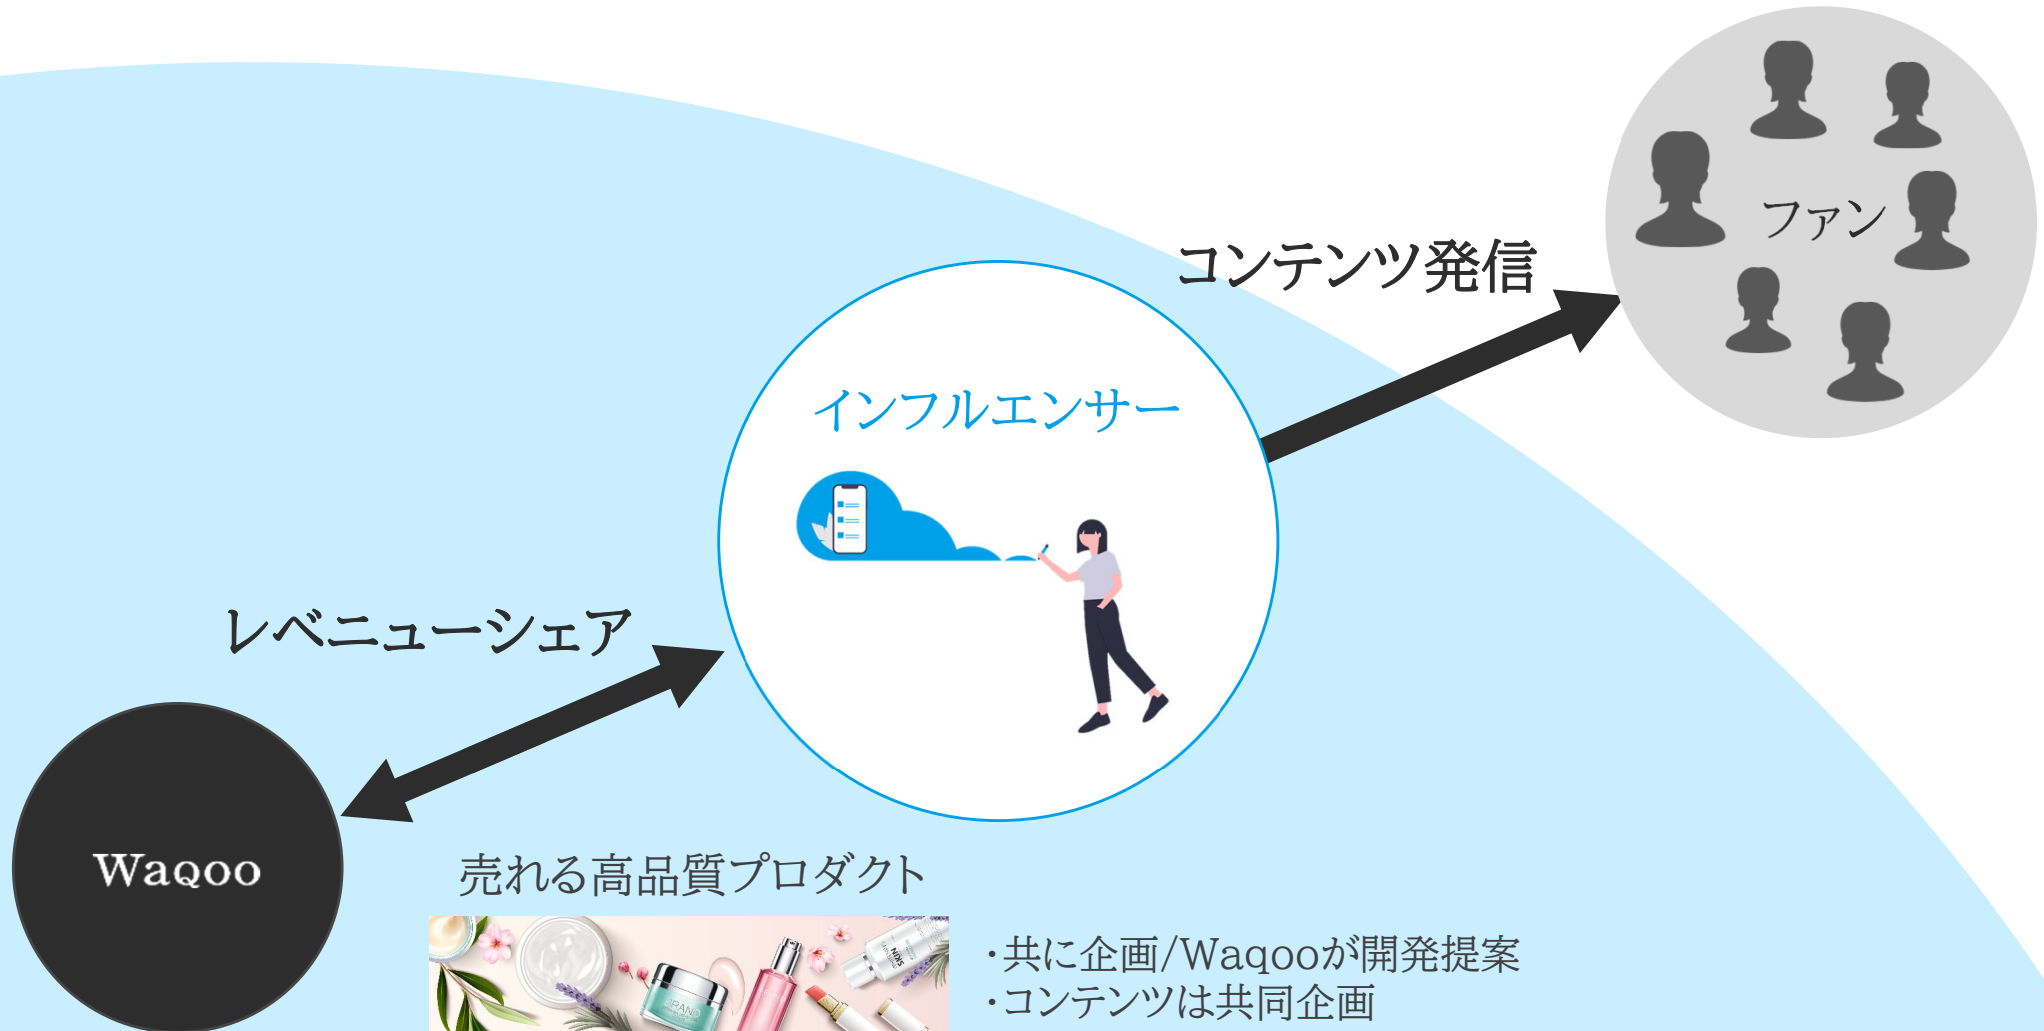 ファン
コンテンツ発信
インフルエンサー
レベニューシェア
Waqoo
売れる高品質プロダクト
・共に企画/Waqooが開発提案
・コンテンツは共同企画
BRAND
SKIN